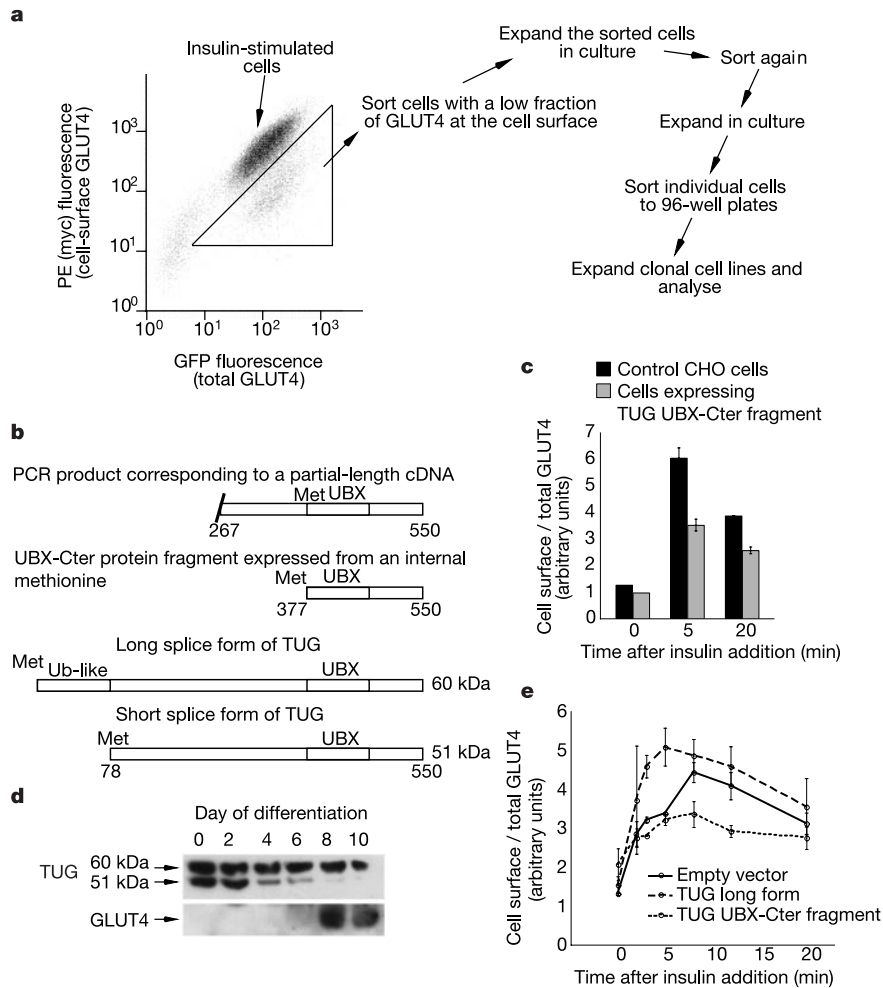 a
Insulin-stimulated
cells
PE (myc) fluorescence
(cell-surface GLUT4)
10³
10²
10¹
10⁰
10⁰ 10¹ 10² 10³
GFP fluorescence
(total GLUT4)
Sort cells with a low fraction
of GLUT4 at the cell surface
Expand the sorted cells
in culture
Sort again
Expand in culture
Sort individual cells
to 96-well plates
Expand clonal cell lines and
analyse
b
PCR product corresponding to a partial-length cDNA
Met UBX
267 550
UBX-Cter protein fragment expressed from an internal
methionine
Met UBX
377 550
Long splice form of TUG
Met Ub-like UBX
60 kDa
Short splice form of TUG
Met UBX
51 kDa
78 550
c
Control CHO cells
Cells expressing
TUG UBX-Cter fragment
Cell surface / total GLUT4
(arbitrary units)
7
6
5
4
3
2
1
0
0 5 20
Time after insulin addition (min)
d
Day of differentiation
0 2 4 6 8 10
TUG
60 kDa
51 kDa
GLUT4
e
Cell surface / total GLUT4
(arbitrary units)
6
5
4
3
2
1
0
Empty vector
TUG long form
TUG UBX-Cter fragment
0 5 10 15 20
Time after insulin addition (min)